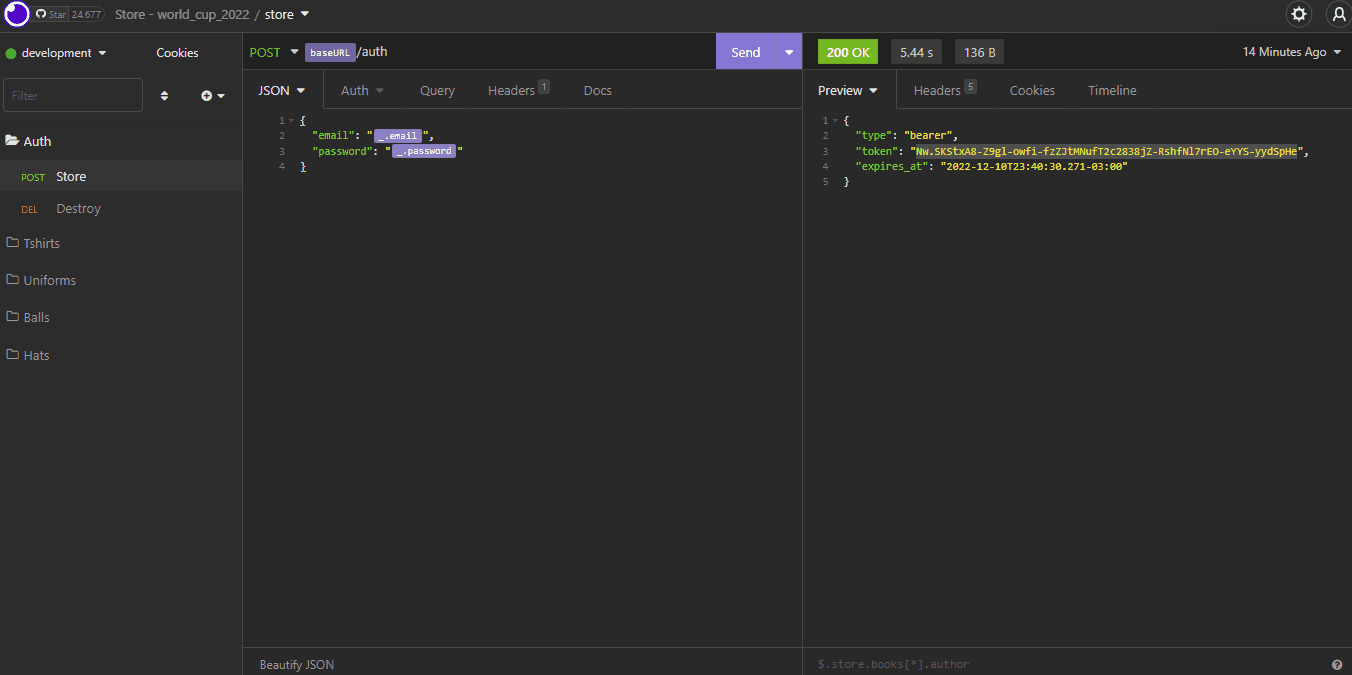 Star 24.677 Store - world_cup_2022 / store
development Cookies
Filter
Auth
POST Store
DEL Destroy
Tshirts
Uniforms
Balls
Hats
POST baseURL /auth Send
JSON Auth Query Headers 1 Docs
1 {
2 "email": " _.email ",
3 "password": " _.password "
4 }
Beautify JSON
200 OK 5.44 s 136 B 14 Minutes Ago
Preview Headers 5 Cookies Timeline
1 {
2 "type": "bearer",
3 "token": "Nw.SKStxA8-Z9gl-owfi-fzZJtMNufT2c2838jZ-RshfNl7rEO-eYYS-yydSpHe",
4 "expires_at": "2022-12-10T23:40:30.271-03:00"
5 }
$.store.books[*].author